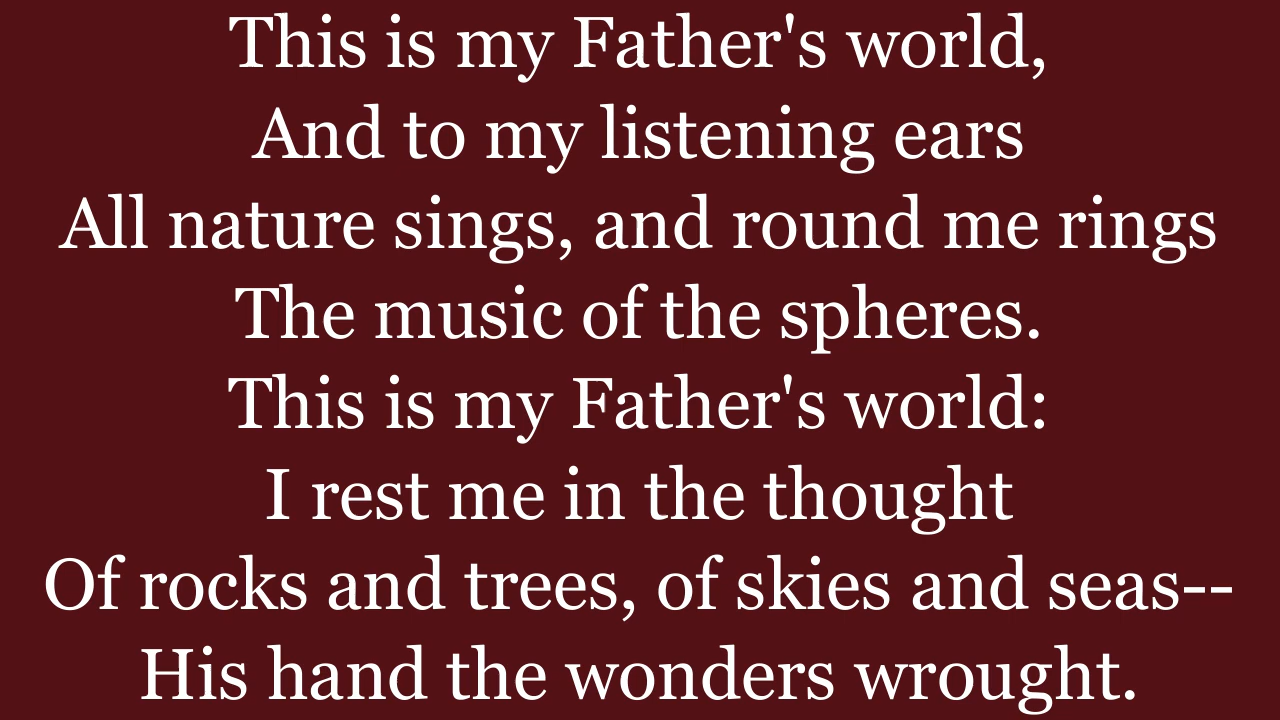 This is my Father's world,
And to my listening ears
All nature sings, and round me rings
The music of the spheres.
This is my Father's world:
I rest me in the thought
Of rocks and trees, of skies and seas--
His hand the wonders wrought.